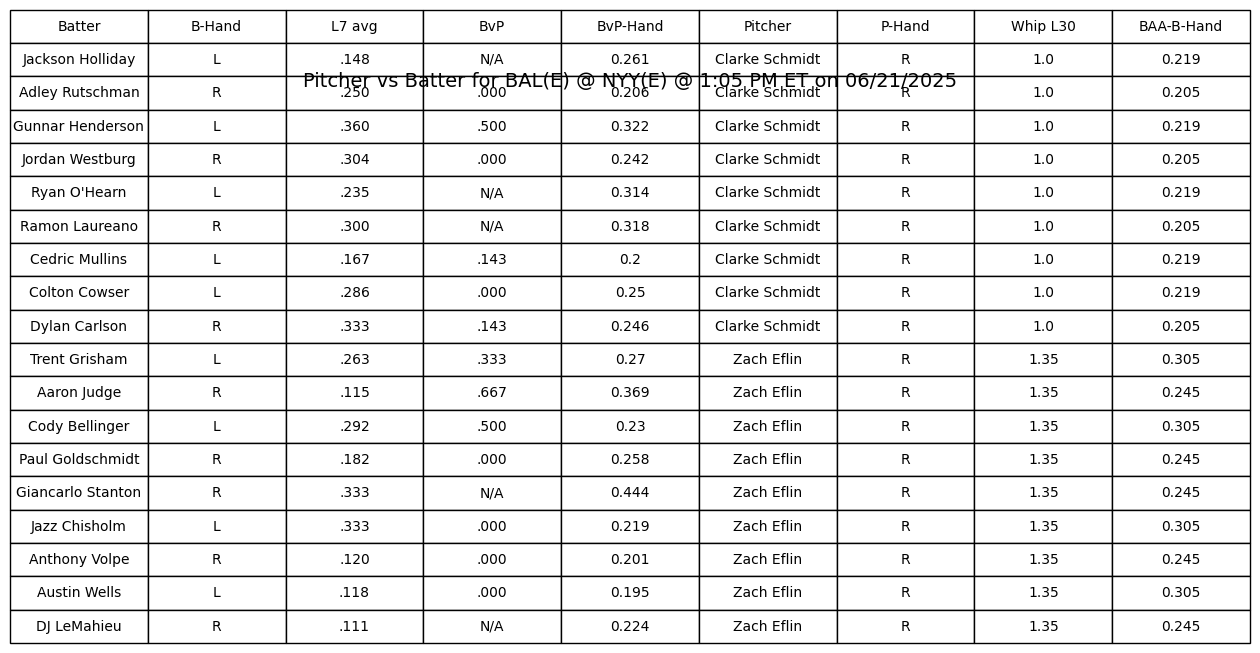 Batter B-Hand L7 avg BvP BvP-Hand Pitcher P-Hand Whip L30 BAA-B-Hand
Jackson Holliday L .148 N/A 0.261 Clarke Schmidt R 1.0 0.219
Pitcher vs Batter for BAL(E) @ NYY(E) @ 1:05 PM ET on 06/21/2025
Adley Rutschman R .250 .000 0.206 Clarke Schmidt R 1.0 0.205
Gunnar Henderson L .360 .500 0.322 Clarke Schmidt R 1.0 0.219
Jordan Westburg R .304 .000 0.242 Clarke Schmidt R 1.0 0.205
Ryan O'Hearn L .235 N/A 0.314 Clarke Schmidt R 1.0 0.219
Ramon Laureano R .300 N/A 0.318 Clarke Schmidt R 1.0 0.205
Cedric Mullins L .167 .143 0.2 Clarke Schmidt R 1.0 0.219
Colton Cowser L .286 .000 0.25 Clarke Schmidt R 1.0 0.219
Dylan Carlson R .333 .143 0.246 Clarke Schmidt R 1.0 0.205
Trent Grisham L .263 .333 0.27 Zach Eflin R 1.35 0.305
Aaron Judge R .115 .667 0.369 Zach Eflin R 1.35 0.245
Cody Bellinger L .292 .500 0.23 Zach Eflin R 1.35 0.305
Paul Goldschmidt R .182 .000 0.258 Zach Eflin R 1.35 0.245
Giancarlo Stanton R .333 N/A 0.444 Zach Eflin R 1.35 0.245
Jazz Chisholm L .333 .000 0.219 Zach Eflin R 1.35 0.305
Anthony Volpe R .120 .000 0.201 Zach Eflin R 1.35 0.245
Austin Wells L .118 .000 0.195 Zach Eflin R 1.35 0.305
DJ LeMahieu R .111 N/A 0.224 Zach Eflin R 1.35 0.245